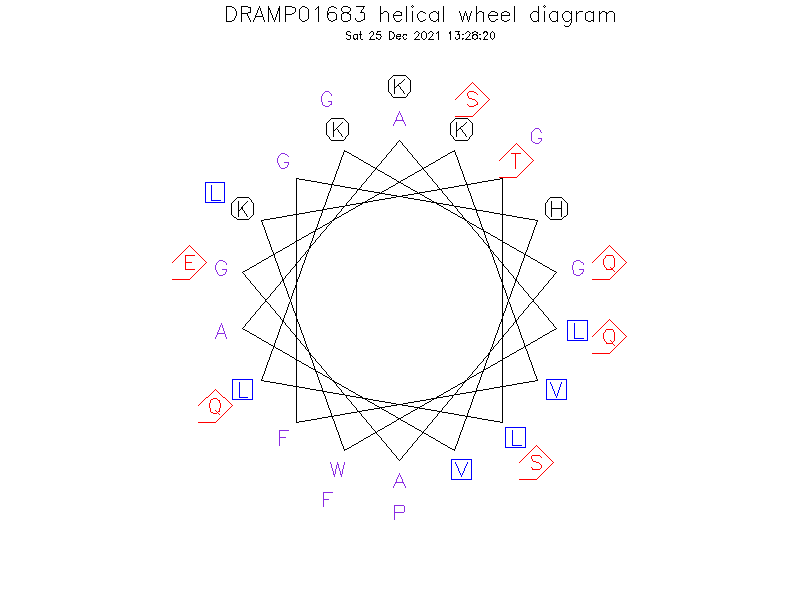 DRAMP01683 helical wheel diagram
Sat 25 Dec 2021 13:28:20
K
G S
A
K K
G
G T
L
K H
E G G Q
A L Q
L V
Q
F L
S
W V
A
F
P